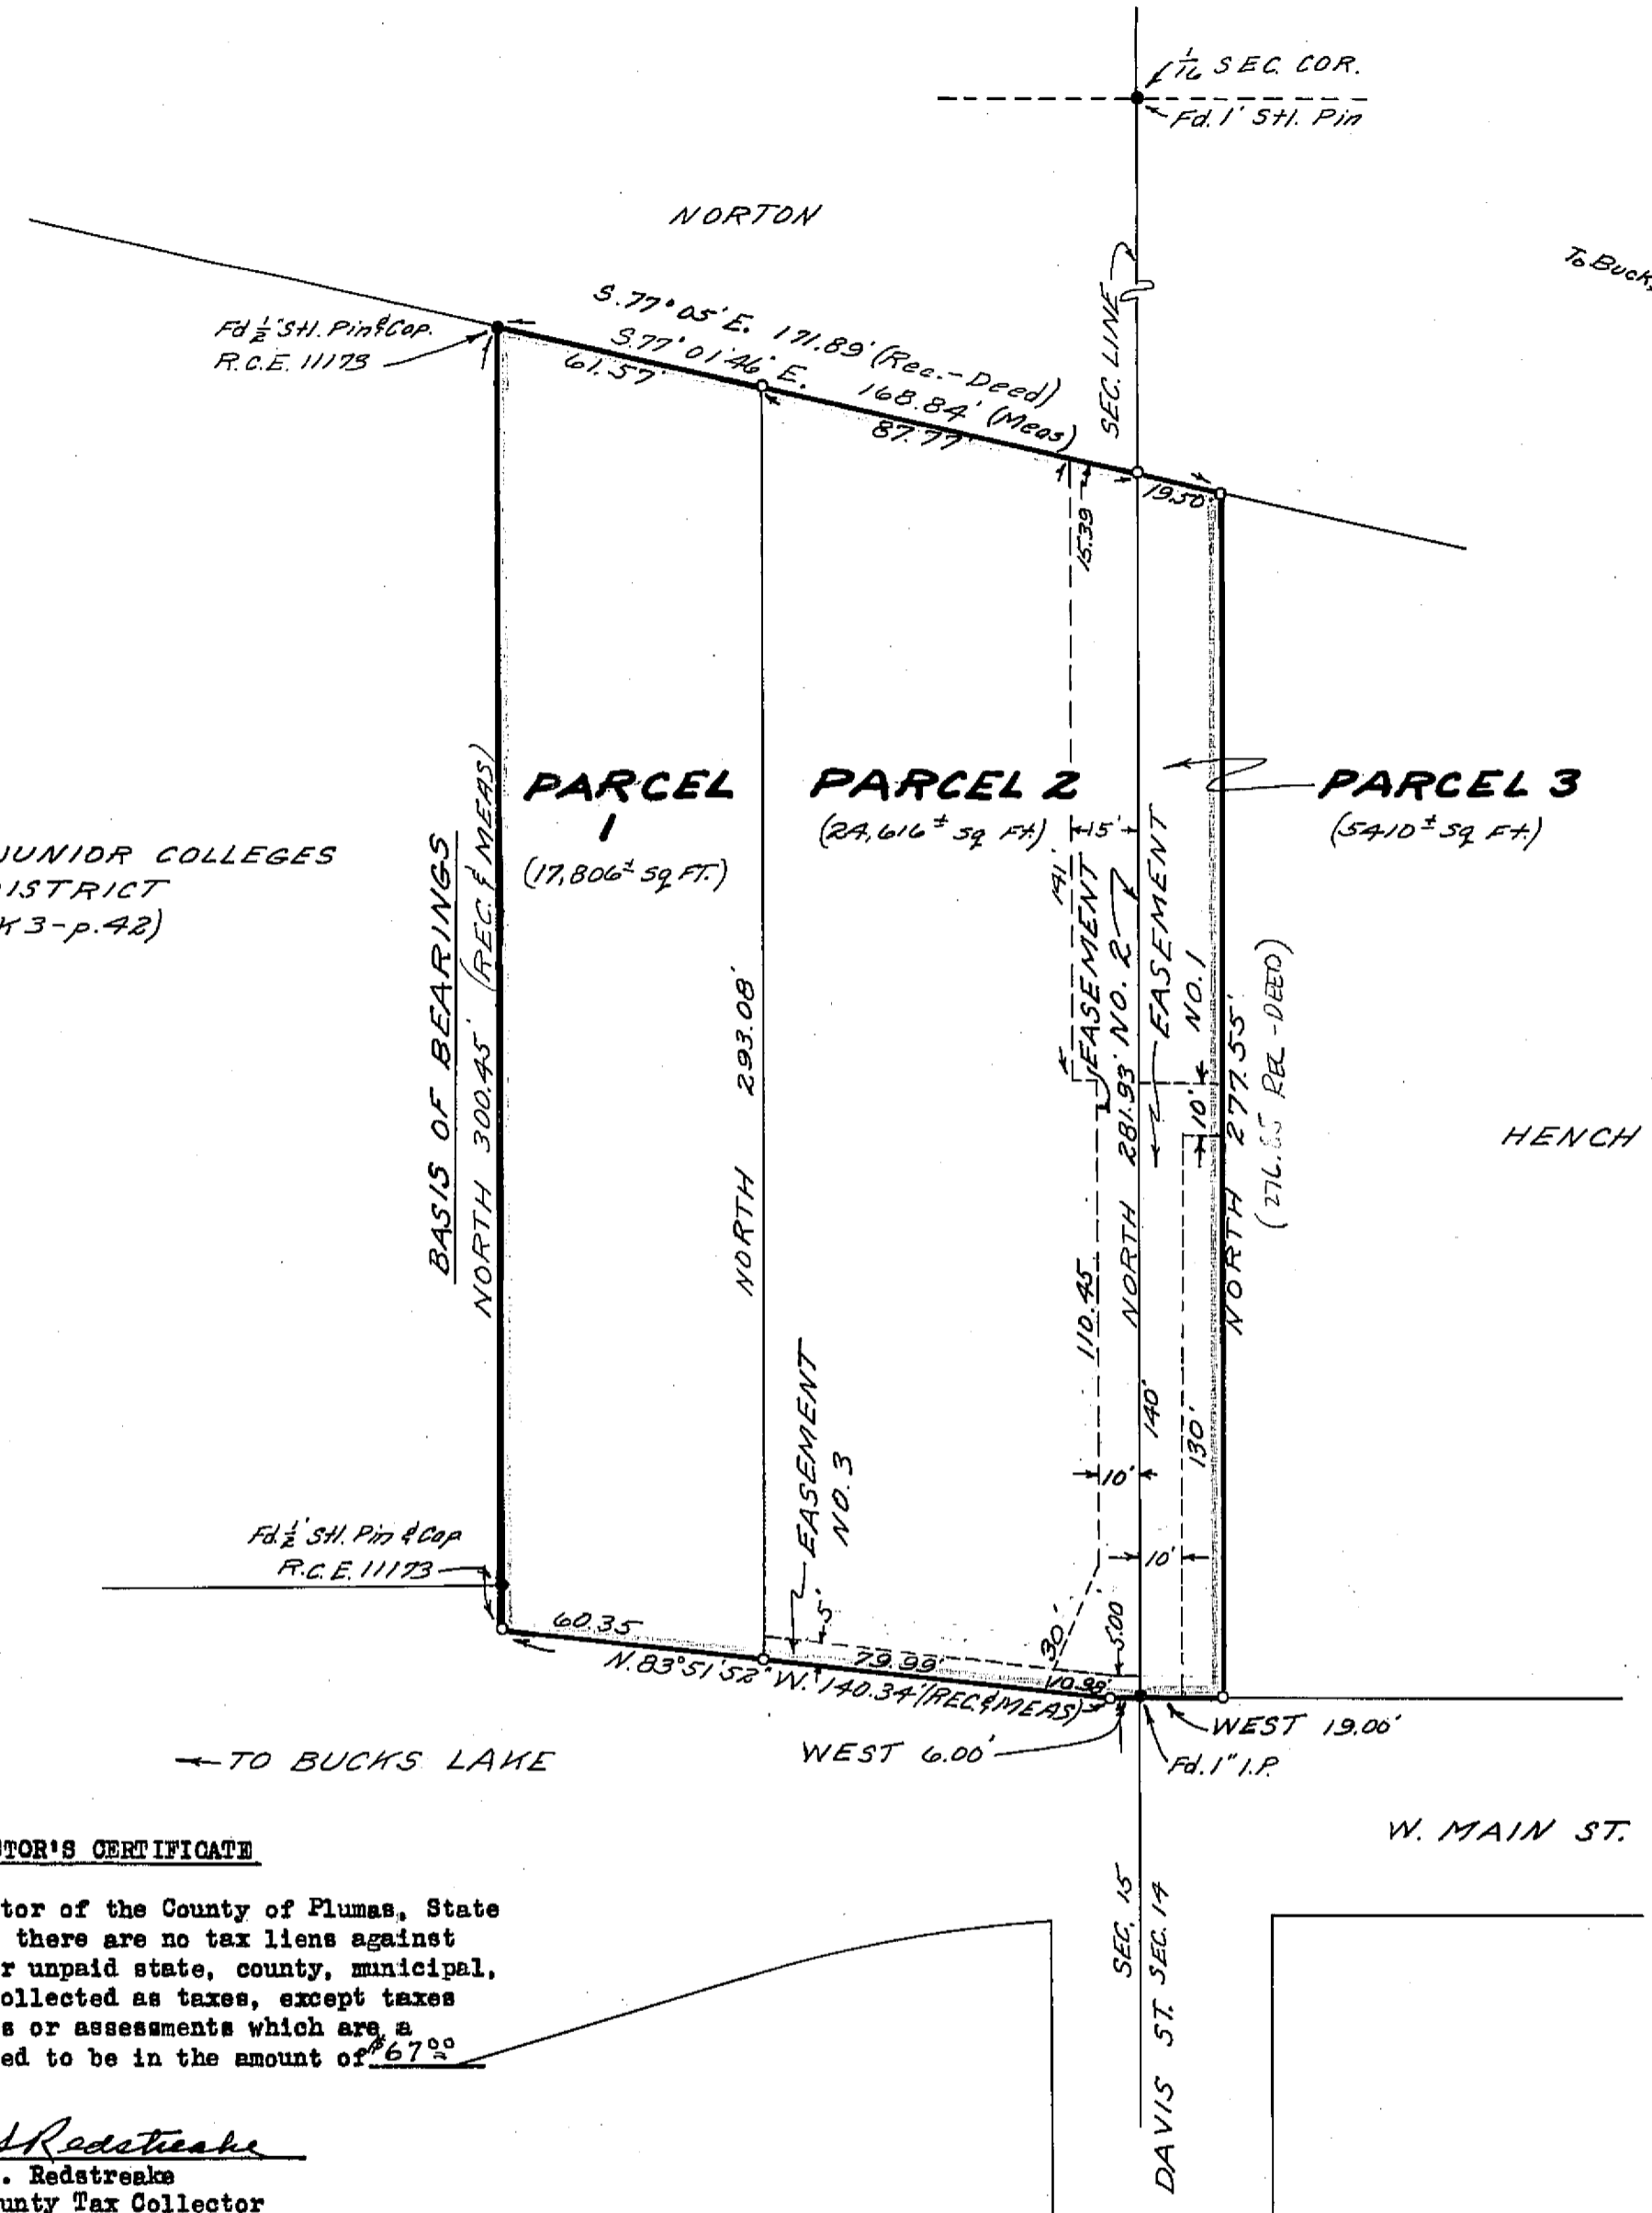 1/16 SEC. COR.
Fd. 1' Stl. Pin
NORTON
To Buck
SEC. LINE
S. 77° 05' E. 171.89' (Rec.-Deed)
S. 77° 01' 46" E. 168.84' (Meas)
Fd ½" Stl. Pin & Cap.
R.C.E. 11173
61.57'
87.77'
19.50'
15.39
PARCEL
1
(17,806± sq FT.)
PARCEL 2
(24,616± sq Ft.)
PARCEL 3
(5410± sq Ft.)
15'
141'
JUNIOR COLLEGES
ISTRICT
K 3-p. 42)
BASIS OF BEARINGS
NORTH 300.45' (REC. & MEAS)
NORTH 293.08'
EASEMENT
NO. 2
NORTH 281.93'
EASEMENT
NO. 1
10'
NORTH 277.55'
(276.65 REC-DEED)
HENCH
110.45
140'
130'
10'
10'
EASEMENT
NO. 3
5'
30'
5.00
Fd. ½" Stl. Pin & Cap
R.C.E. 11173
60.35
79.99'
10.98'
N. 83° 51' 52" W. 140.34' (REC & MEAS)
WEST 6.00'
WEST 19.00'
Fd. 1" I.P.
← TO BUCKS LAKE
W. MAIN ST.
SEC. 15
SEC. 14
DAVIS ST.
TOR'S CERTIFICATE
tor of the County of Plumas, State
there are no tax liens against
r unpaid state, county, municipal,
ollected as taxes, except taxes
s or assessments which are a
ed to be in the amount of $67.00
Redstreake
. Redstreake
unty Tax Collector